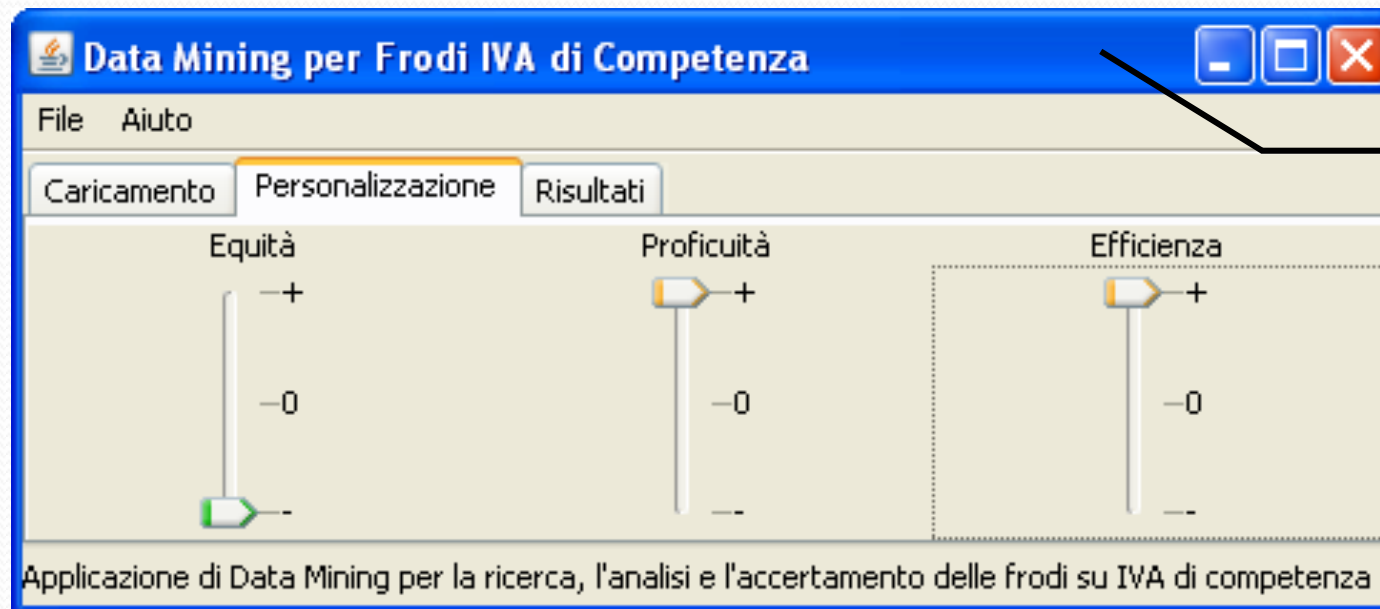 Data Mining per Frodi IVA di Competenza
File Aiuto
Caricamento Personalizzazione Risultati
Equità Proficuità Efficienza
+ + +
0 0 0
- - -
Applicazione di Data Mining per la ricerca, l'analisi e l'accertamento delle frodi su IVA di competenza